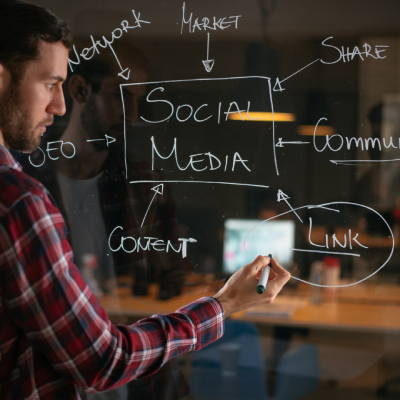 Network
MARKET
SHARE
SOCIAL
MEDIA
SEO
CONTENT
LINK